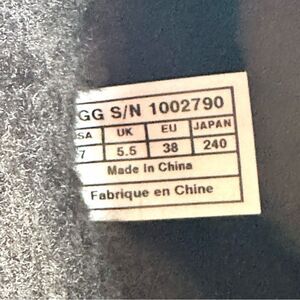 GG S/N 1002790
SA UK EU JAPAN
7 5.5 38 240
Made in China
Fabrique en Chine